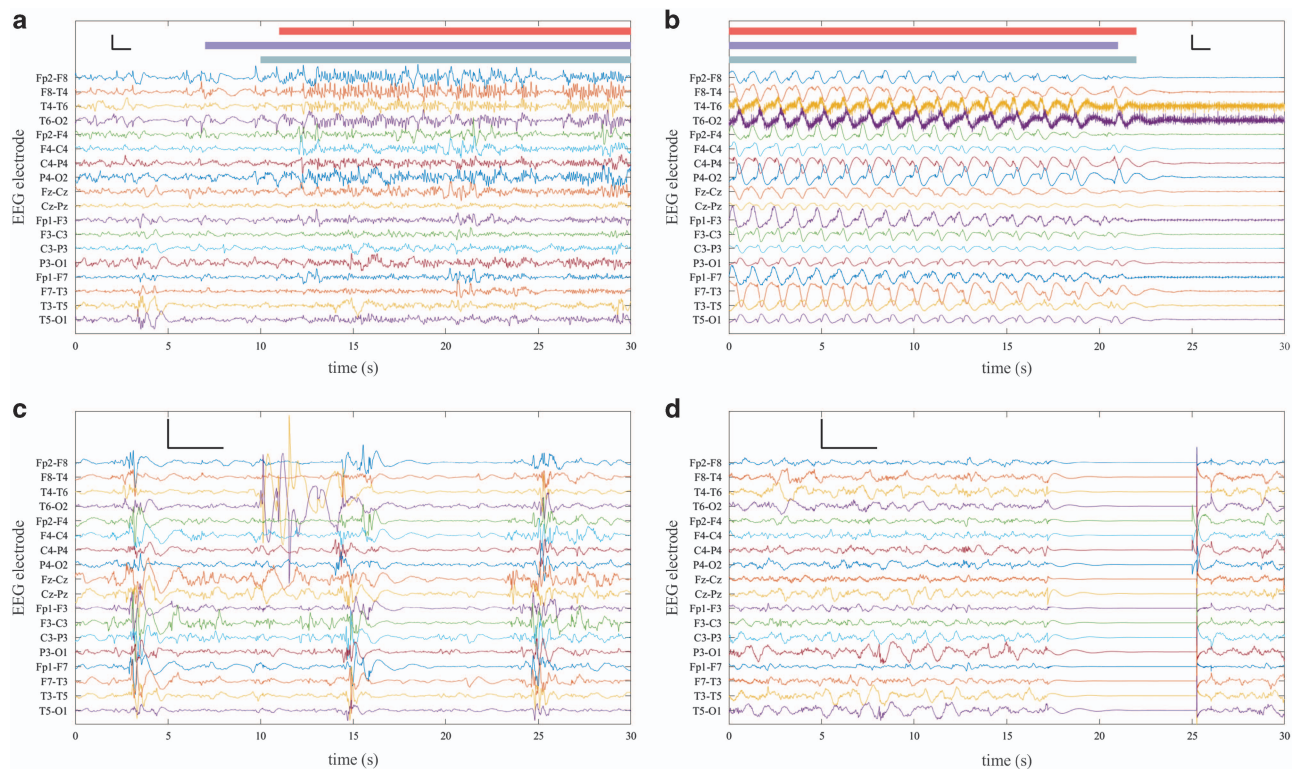 a
EEG electrode
Fp2-F8
F8-T4
T4-T6
T6-O2
Fp2-F4
F4-C4
C4-P4
P4-O2
Fz-Cz
Cz-Pz
Fp1-F3
F3-C3
C3-P3
P3-O1
Fp1-F7
F7-T3
T3-T5
T5-O1
0 5 10 15 20 25 30
time (s)
b
EEG electrode
Fp2-F8
F8-T4
T4-T6
T6-O2
Fp2-F4
F4-C4
C4-P4
P4-O2
Fz-Cz
Cz-Pz
Fp1-F3
F3-C3
C3-P3
P3-O1
Fp1-F7
F7-T3
T3-T5
T5-O1
0 5 10 15 20 25 30
time (s)
c
EEG electrode
Fp2-F8
F8-T4
T4-T6
T6-O2
Fp2-F4
F4-C4
C4-P4
P4-O2
Fz-Cz
Cz-Pz
Fp1-F3
F3-C3
C3-P3
P3-O1
Fp1-F7
F7-T3
T3-T5
T5-O1
0 5 10 15 20 25 30
time (s)
d
EEG electrode
Fp2-F8
F8-T4
T4-T6
T6-O2
Fp2-F4
F4-C4
C4-P4
P4-O2
Fz-Cz
Cz-Pz
Fp1-F3
F3-C3
C3-P3
P3-O1
Fp1-F7
F7-T3
T3-T5
T5-O1
0 5 10 15 20 25 30
time (s)